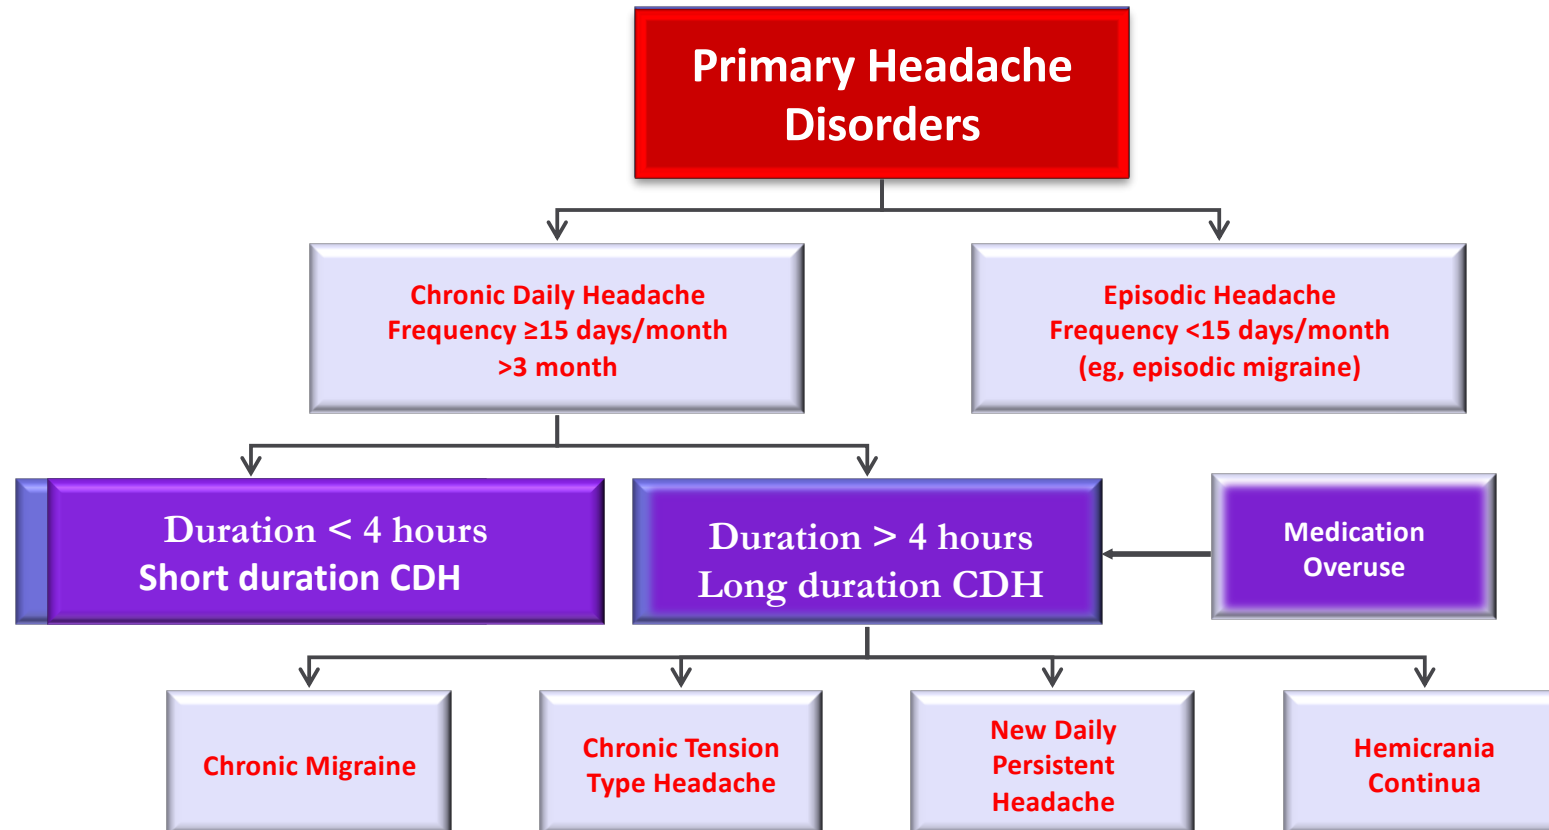 Primary Headache
Disorders
Chronic Daily Headache
Frequency ≥15 days/month
>3 month
Episodic Headache
Frequency <15 days/month
(eg, episodic migraine)
Duration < 4 hours
Short duration CDH
Duration > 4 hours
Long duration CDH
Medication
Overuse
Chronic Migraine
Chronic Tension
Type Headache
New Daily
Persistent
Headache
Hemicrania
Continua